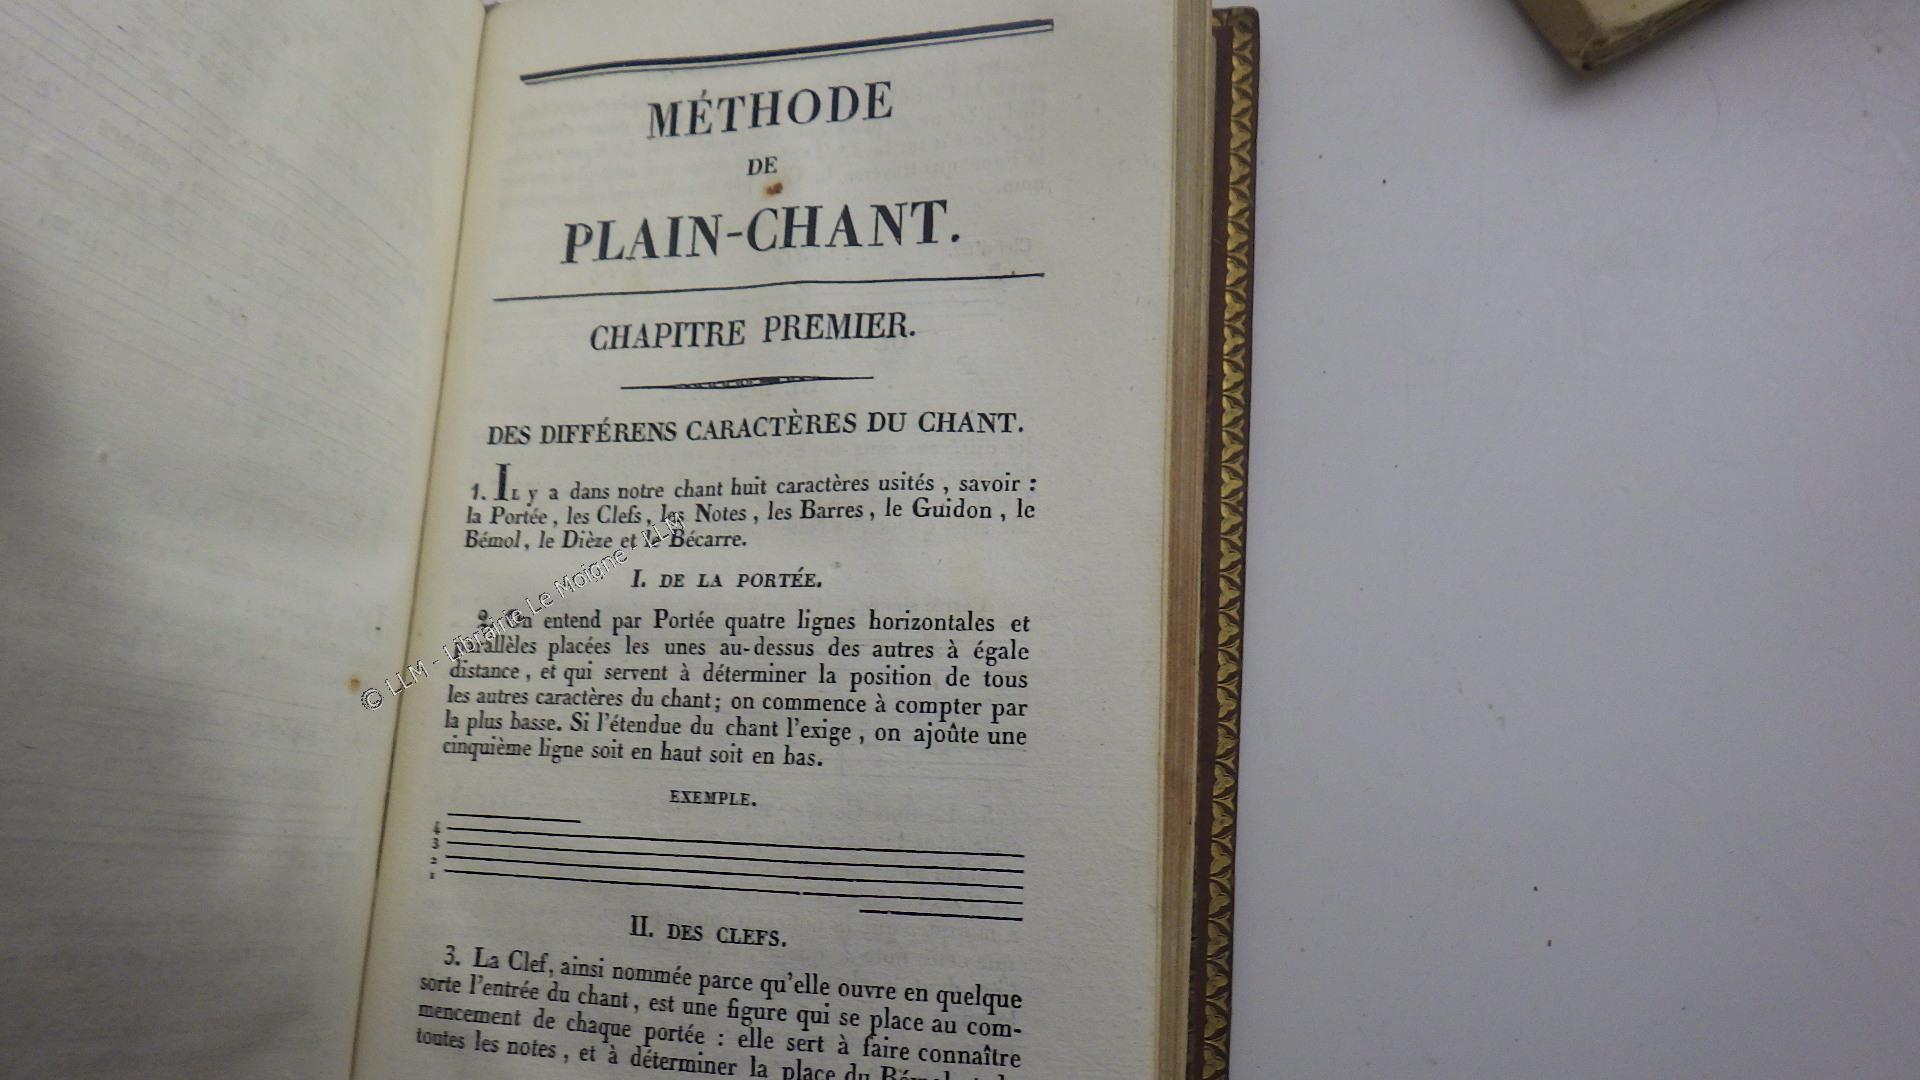 MÉTHODE
DE
PLAIN-CHANT.
CHAPITRE PREMIER.
DES DIFFÉRENS CARACTÈRES DU CHANT.
1. IL y a dans notre chant huit caractères usités, savoir :
la Portée, les Clefs, les Notes, les Barres, le Guidon, le
Bémol, le Dièze et le Bécarre.
I. DE LA PORTÉE.
2. On entend par Portée quatre lignes horizontales et
parallèles placées les unes au-dessus des autres à égale
distance, et qui servent à déterminer la position de tous
les autres caractères du chant; on commence à compter par
la plus basse. Si l'étendue du chant l'exige, on ajoûte une
cinquième ligne soit en haut soit en bas.
EXEMPLE.
4
3
2
1
II. DES CLEFS.
3. La Clef, ainsi nommée parce qu'elle ouvre en quelque
sorte l'entrée du chant, est une figure qui se place au com-
mencement de chaque portée : elle sert à faire connaître
toutes les notes, et à déterminer la place du
© LLM - Librairie Le Moigne - LLM